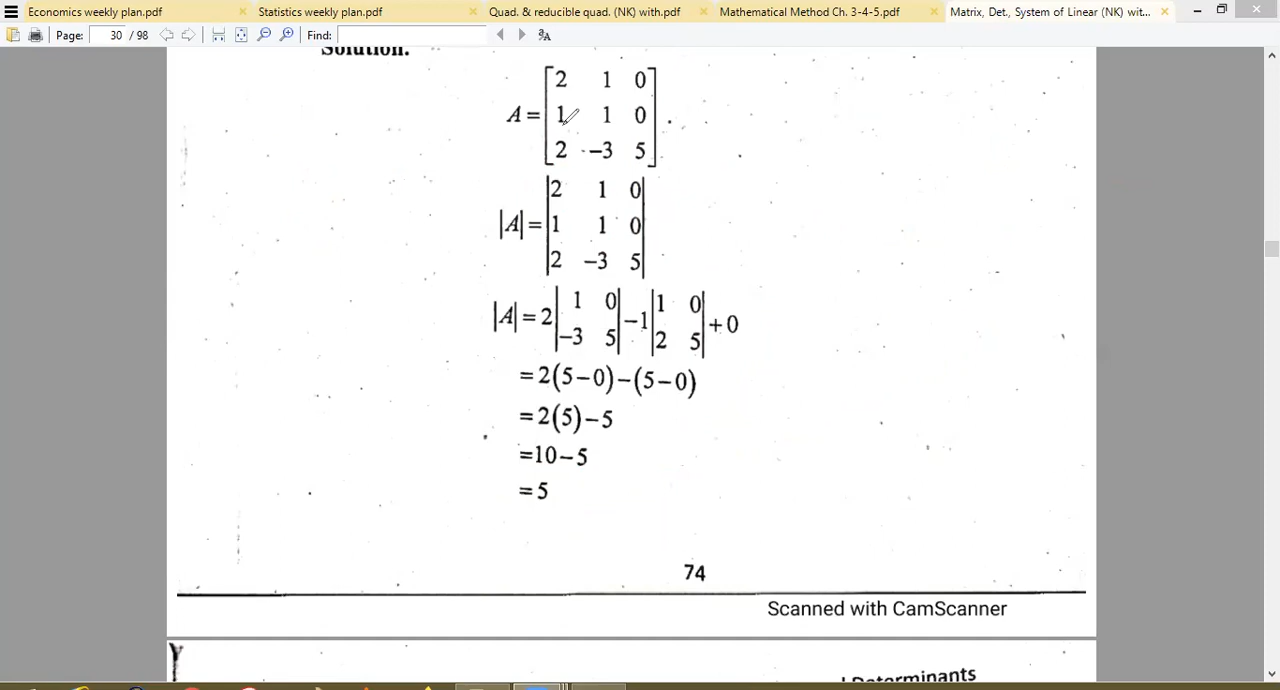 Economics weekly plan.pdf × Statistics weekly plan.pdf × Quad. & reducible quad. (NK) with.pdf × Mathematical Method Ch. 3-4-5.pdf × Matrix, Det., System of Linear (NK) wit... ×
Page: 30 / 98 Find:
Solution.
A = [2 1 0
1 1 0
2 -3 5].
|A| = |2 1 0
1 1 0
2 -3 5|
|A| = 2 |1 0 -3 5| -1 |1 0 2 5| +0
=2(5-0)-(5-0)
=2(5)-5
=10-5
=5
74
Scanned with CamScanner
Determinants